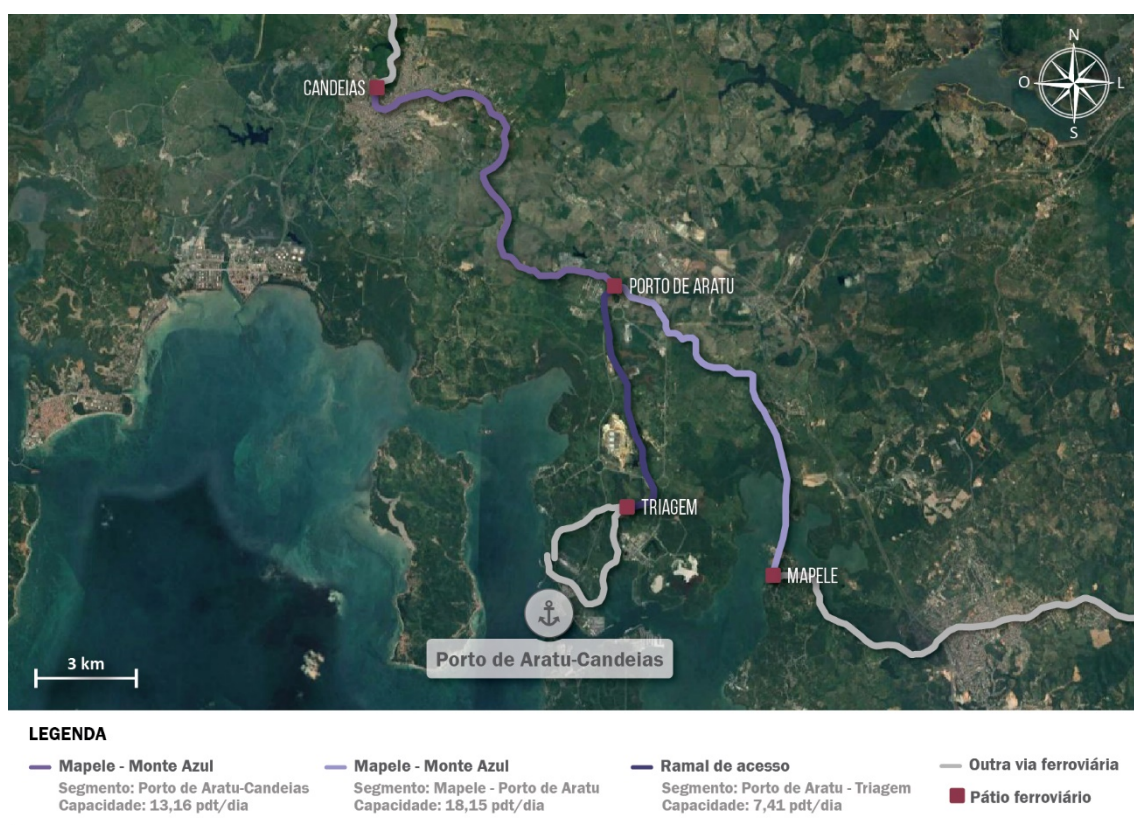 N
O
L
S
CANDEIAS
PORTO DE ARATU
TRIAGEM
MAPELE
Porto de Aratu-Candeias
3 km
LEGENDA
Mapele - Monte Azul
Segmento: Porto de Aratu-Candeias
Capacidade: 13,16 pdt/dia
Mapele - Monte Azul
Segmento: Mapele - Porto de Aratu
Capacidade: 18,15 pdt/dia
Ramal de acesso
Segmento: Porto de Aratu - Triagem
Capacidade: 7,41 pdt/dia
Outra via ferroviária
Pátio ferroviário